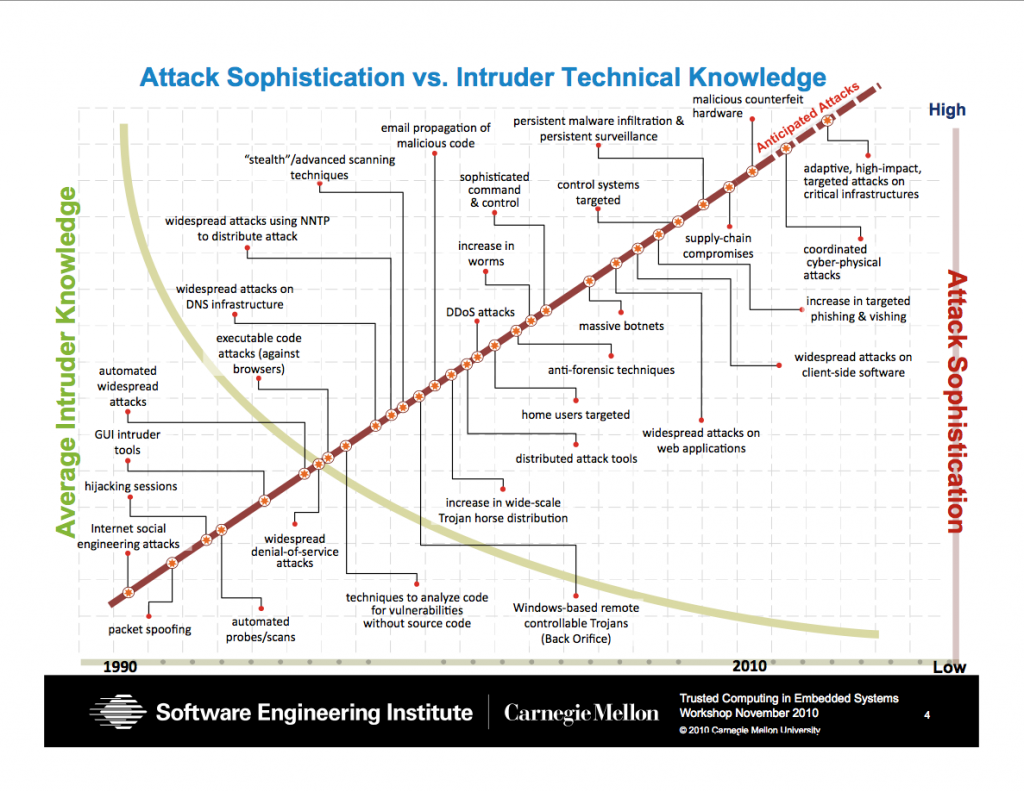 Attack Sophistication vs. Intruder Technical Knowledge
High
Average Intruder Knowledge
Attack Sophistication
Anticipated Attacks
malicious counterfeit
hardware
persistent malware infiltration &
persistent surveillance
email propagation of
malicious code
"stealth"/advanced scanning
techniques
sophisticated
command
& control
control systems
targeted
adaptive, high-impact,
targeted attacks on
critical infrastructures
widespread attacks using NNTP
to distribute attack
increase in
worms
supply-chain
compromises
coordinated
cyber-physical
attacks
widespread attacks on
DNS infrastructure
DDoS attacks
massive botnets
increase in targeted
phishing & vishing
executable code
attacks (against
browsers)
anti-forensic techniques
widespread attacks on
client-side software
automated
widespread
attacks
home users targeted
GUI intruder
tools
widespread attacks on
web applications
distributed attack tools
hijacking sessions
increase in wide-scale
Trojan horse distribution
Internet social
engineering attacks
widespread
denial-of-service
attacks
packet spoofing
automated
probes/scans
techniques to analyze code
for vulnerabilities
without source code
Windows-based remote
controllable Trojans
(Back Orifice)
1990
2010
Low
Software Engineering Institute
Carnegie Mellon
Trusted Computing in Embedded Systems
Workshop November 2010
© 2010 Carnegie Mellon University
4